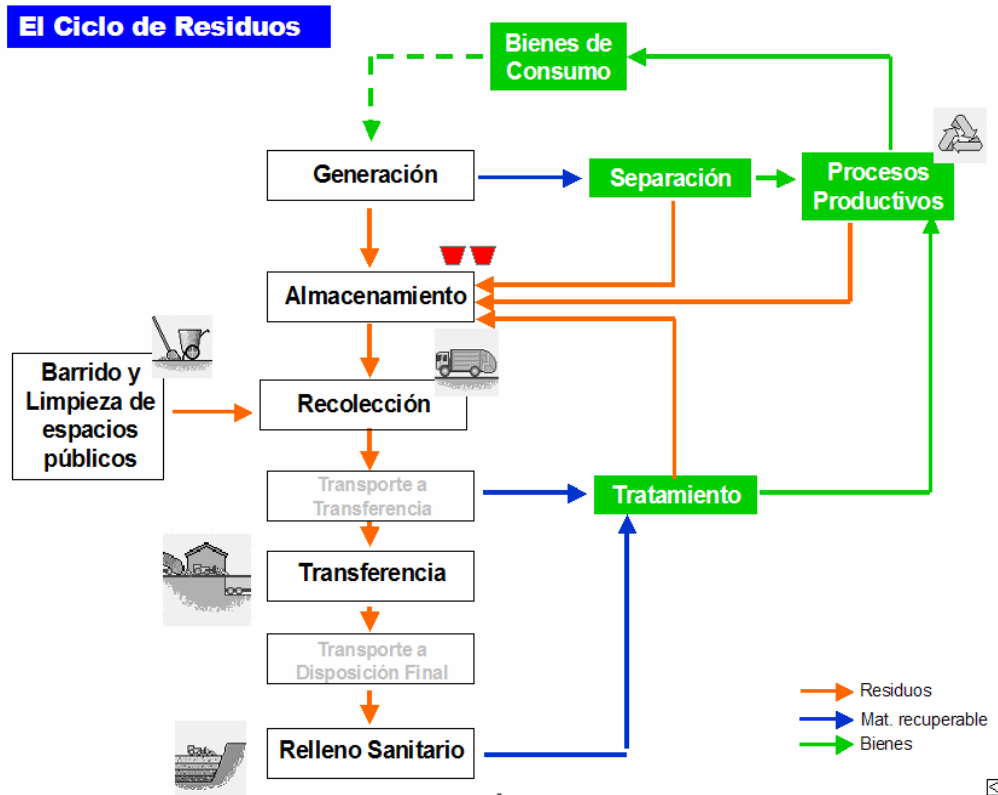 El Ciclo de Residuos
Bienes de
Consumo
Generación
Separación
Procesos
Productivos
Almacenamiento
Barrido y
Limpieza de
espacios
públicos
Recolección
Transporte a
Transferencia
Tratamiento
Transferencia
Transporte a
Disposición Final
Relleno Sanitario
Residuos
Mat. recuperable
Bienes